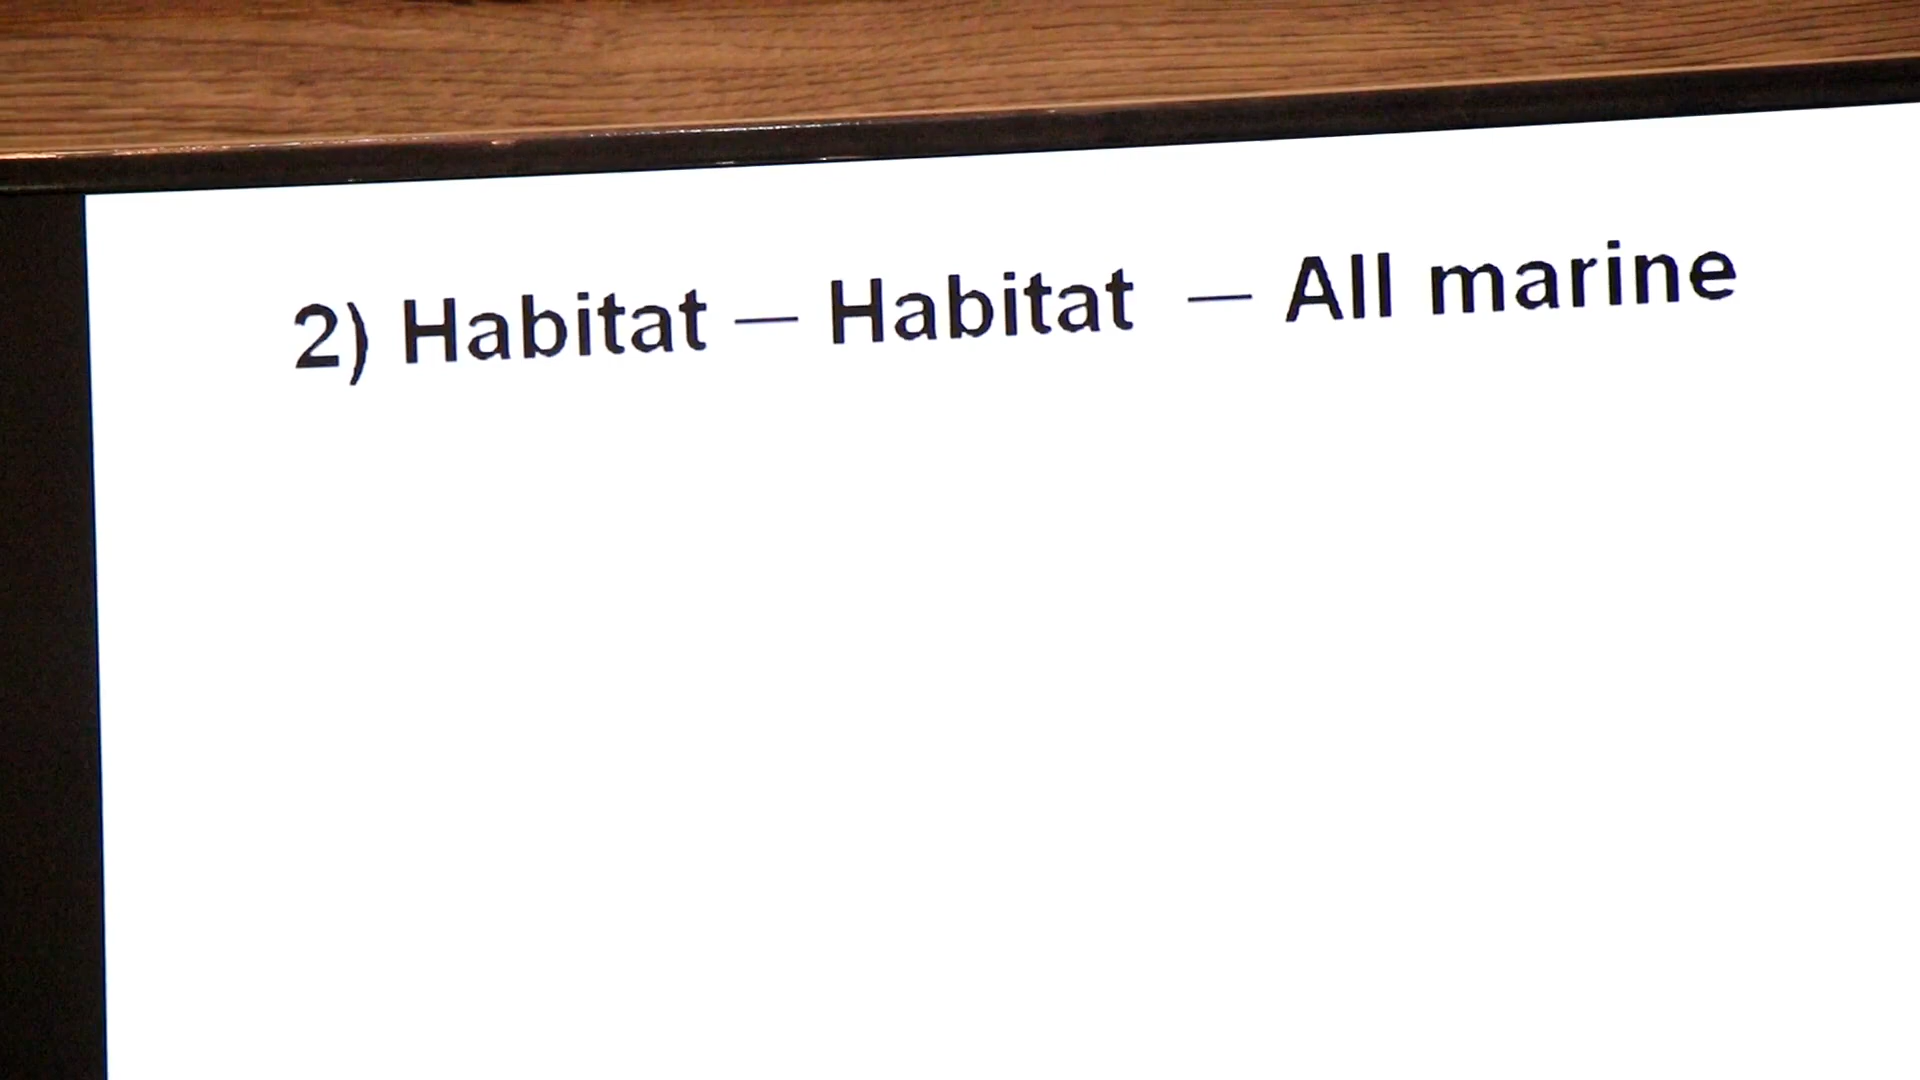 2) Habitat – Habitat – All marine